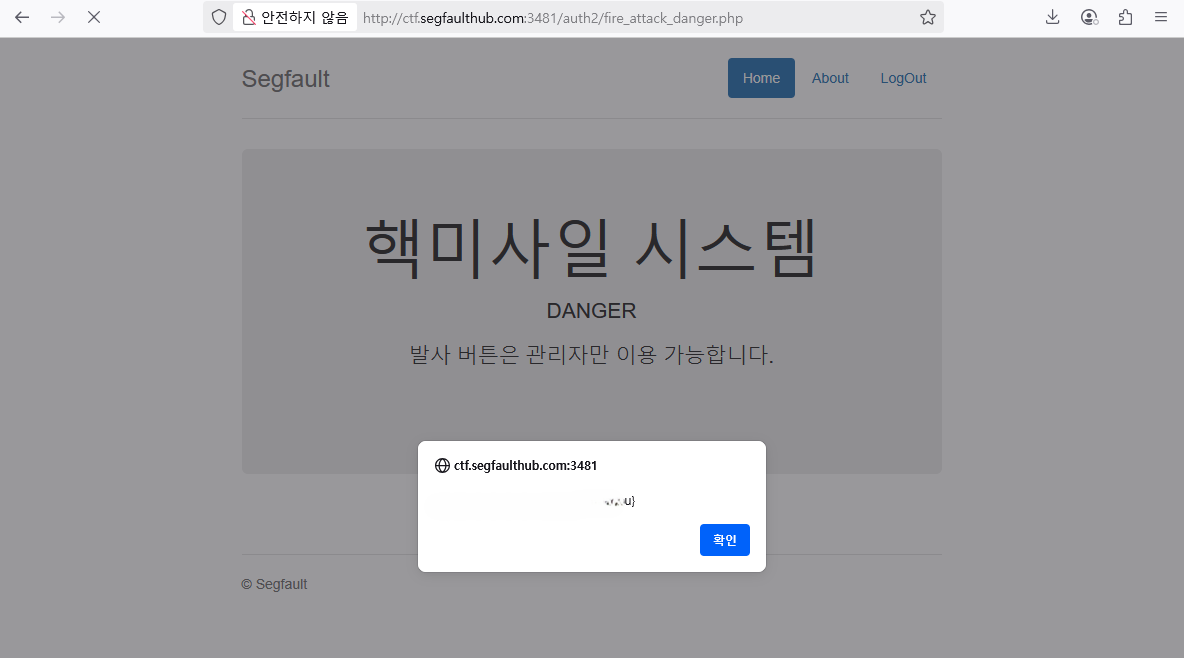 안전하지 않음 http://ctf.segfaulthub.com:3481/auth2/fire_attack_danger.php
Segfault Home About LogOut
핵미사일 시스템
DANGER
발사 버튼은 관리자만 이용 가능합니다.
ctf.segfaulthub.com:3481
u}
확인
© Segfault